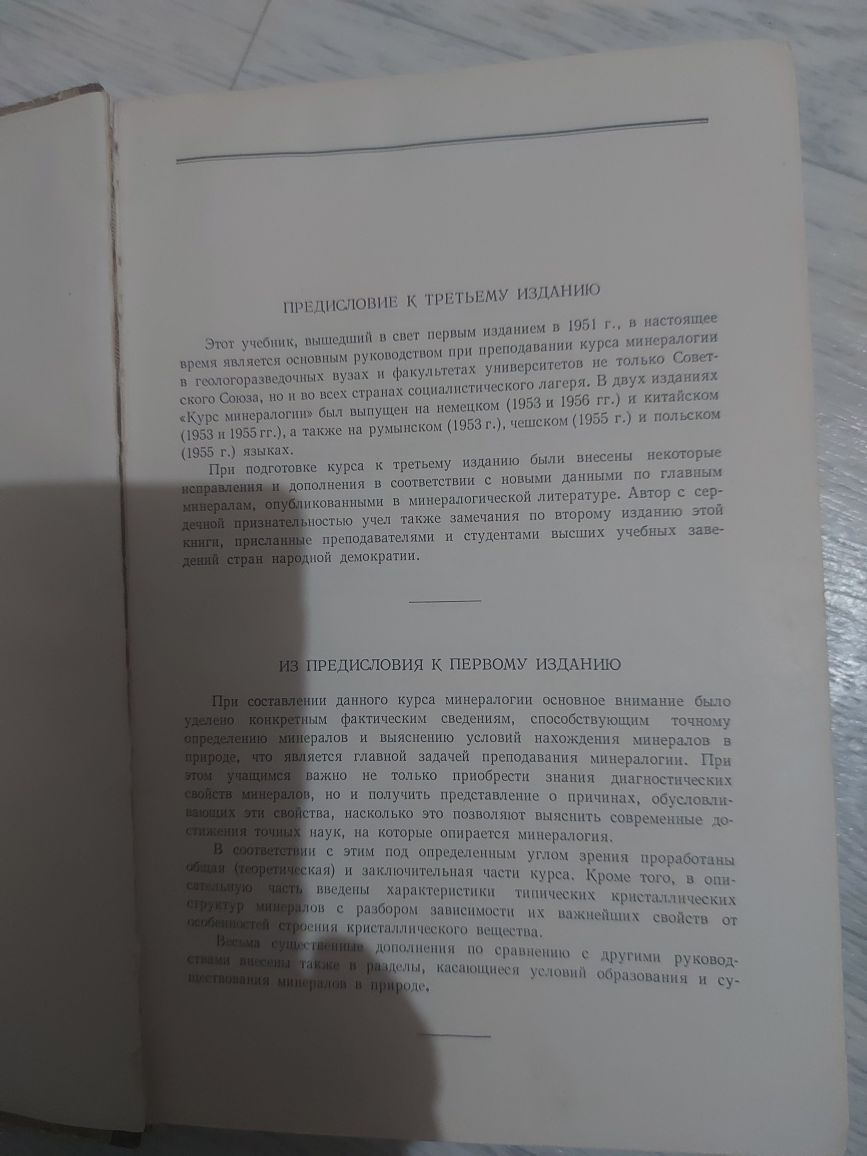 ПРЕДИСЛОВИЕ К ТРЕТЬЕМУ ИЗДАНИЮ
Этот учебник, вышедший в свет первым изданием в 1951 г., в настоящее
время является основным руководством при преподавании курса минералогии
в геологоразведочных вузах и факультетах университетов не только Совет-
ского Союза, но и во всех странах социалистического лагеря. В двух изданиях
«Курс минералогии» был выпущен на немецком (1953 и 1956 гг.) и китайском
(1953 и 1955 гг.), а также на румынском (1953 г.), чешском (1955 г.) и польском
(1955 г.) языках.
При подготовке курса к третьему изданию были внесены некоторые
исправления и дополнения в соответствии с новыми данными по главным
минералам, опубликованными в минералогической литературе. Автор с сер-
дечной признательностью учел также замечания по второму изданию этой
книги, присланные преподавателями и студентами высших учебных заве-
дений стран народной демократии.
ИЗ ПРЕДИСЛОВИЯ К ПЕРВОМУ ИЗДАНИЮ
При составлении данного курса минералогии основное внимание было
уделено конкретным фактическим сведениям, способствующим точному
определению минералов и выяснению условий нахождения минералов в
природе, что является главной задачей преподавания минералогии. При
этом учащимся важно не только приобрести знания диагностических
свойств минералов, но и получить представление о причинах, обусловли-
вающих эти свойства, насколько это позволяют выяснить современные до-
стижения точных наук, на которые опирается минералогия.
В соответствии с этим под определенным углом зрения проработаны
общая (теоретическая) и заключительная части курса. Кроме того, в опи-
сательную часть введены характеристики типических кристаллических
структур минералов с разбором зависимости их важнейших свойств от
особенностей строения кристаллического вещества.
Весьма существенные дополнения по сравнению с другими руковод-
ствами внесены также в разделы, касающиеся условий образования и су-
ществования минералов в природе.